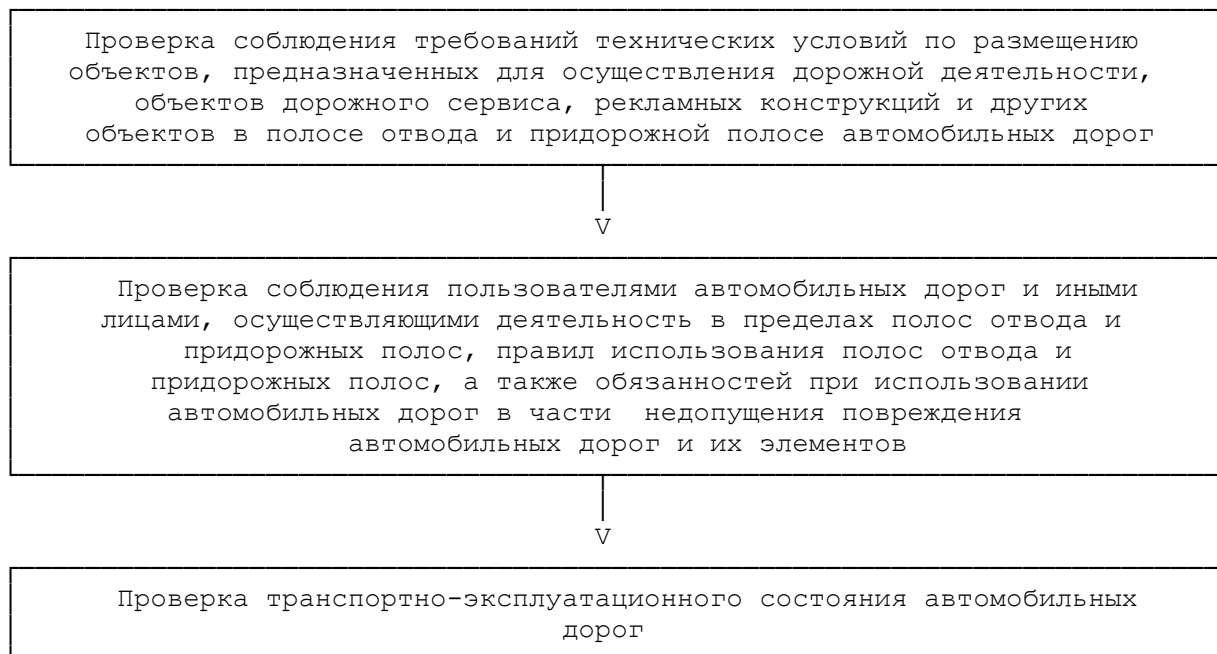 Проверка соблюдения требований технических условий по размещению
объектов, предназначенных для осуществления дорожной деятельности,
объектов дорожного сервиса, рекламных конструкций и других
объектов в полосе отвода и придорожной полосе автомобильных дорог
V
Проверка соблюдения пользователями автомобильных дорог и иными
лицами, осуществляющими деятельность в пределах полос отвода и
придорожных полос, правил использования полос отвода и
придорожных полос, а также обязанностей при использовании
автомобильных дорог в части недопущения повреждения
автомобильных дорог и их элементов
V
Проверка транспортно-эксплуатационного состояния автомобильных
дорог